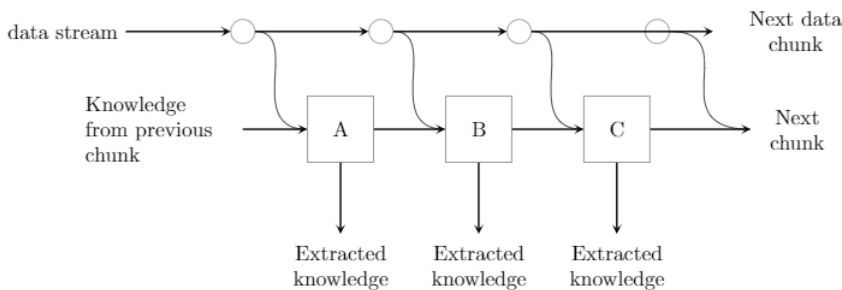 data stream
Next data
chunk
Knowledge
from previous
chunk
A
B
C
Next
chunk
Extracted
knowledge
Extracted
knowledge
Extracted
knowledge